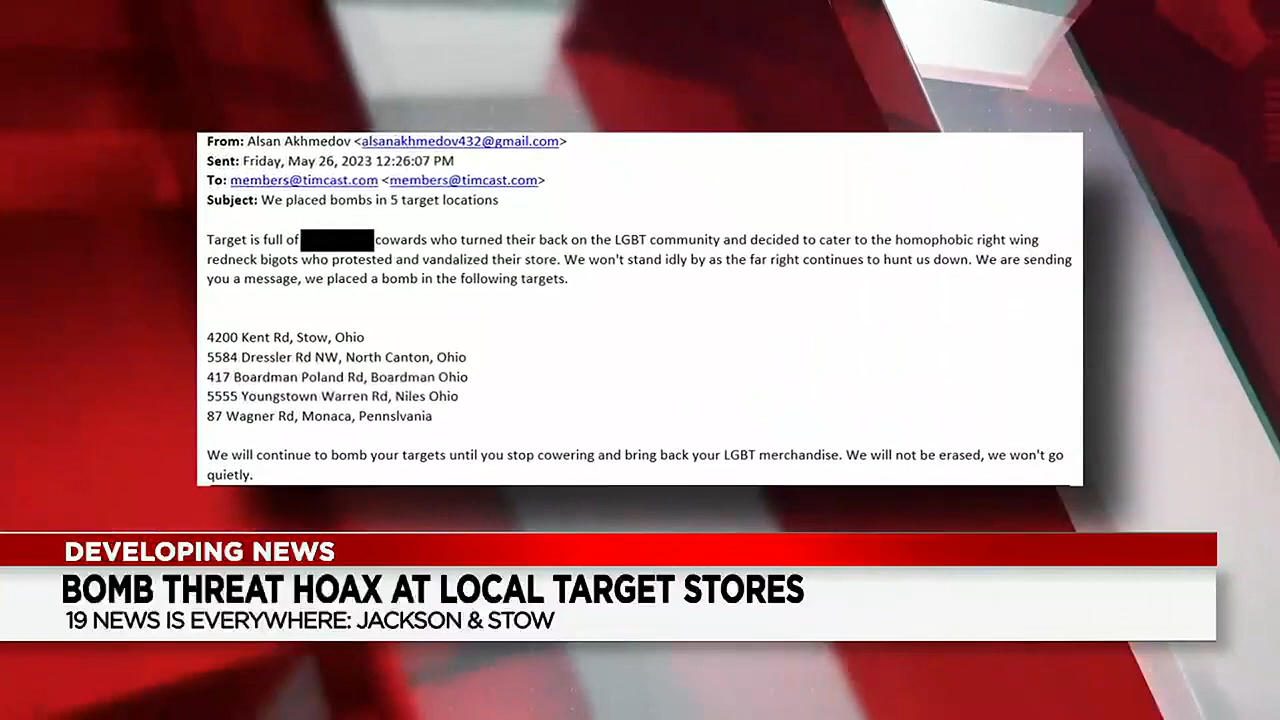 From: Alsan Akhmedov <alsanakhmedov432@gmail.com>
Sent: Friday, May 26, 2023 12:26:07 PM
To: members@timcast.com <members@timcast.com>
Subject: We placed bombs in 5 target locations
Target is full of cowards who turned their back on the LGBT community and decided to cater to the homophobic right wing
redneck bigots who protested and vandalized their store. We won't stand idly by as the far right continues to hunt us down. We are sending
you a message, we placed a bomb in the following targets.
4200 Kent Rd, Stow, Ohio
5584 Dressler Rd NW, North Canton, Ohio
417 Boardman Poland Rd, Boardman Ohio
5555 Youngstown Warren Rd, Niles Ohio
87 Wagner Rd, Monaca, Pennslvania
We will continue to bomb your targets until you stop cowering and bring back your LGBT merchandise. We will not be erased, we won't go
quietly.
DEVELOPING NEWS
BOMB THREAT HOAX AT LOCAL TARGET STORES
19 NEWS IS EVERYWHERE: JACKSON & STOW